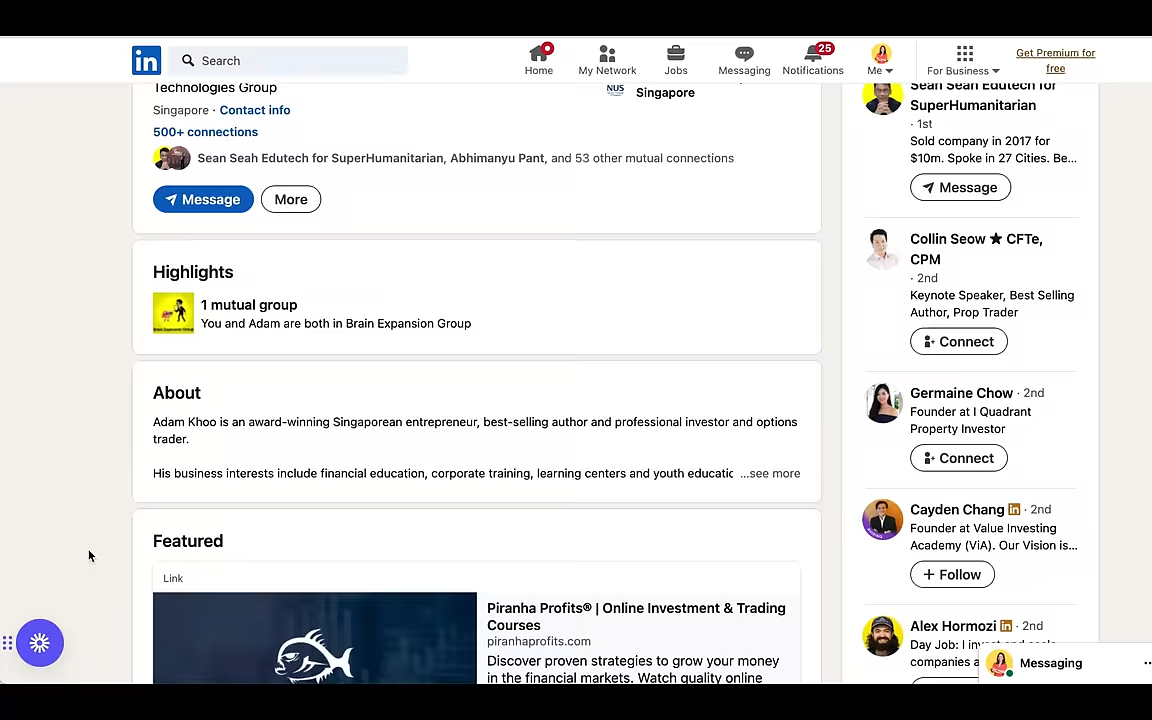 in
Search
Home
My Network
Jobs
Messaging
25
Notifications
Me
For Business
Get Premium for
free
Technologies Group
Singapore · Contact info
500+ connections
NUS
Singapore
Sean Seah Edutech for SuperHumanitarian, Abhimanyu Pant, and 53 other mutual connections
Message
More
Highlights
1 mutual group
You and Adam are both in Brain Expansion Group
About
Adam Khoo is an award-winning Singaporean entrepreneur, best-selling author and professional investor and options
trader.
His business interests include financial education, corporate training, learning centers and youth educatic ...see more
Featured
Link
Piranha Profits® | Online Investment & Trading
Courses
piranhaprofits.com
Discover proven strategies to grow your money
in the financial markets. Watch quality online
Sean Seah Edutech for
SuperHumanitarian
· 1st
Sold company in 2017 for
$10m. Spoke in 27 Cities. Be...
Message
Collin Seow ★ CFTe,
CPM
· 2nd
Keynote Speaker, Best Selling
Author, Prop Trader
Connect
Germaine Chow · 2nd
Founder at I Quadrant
Property Investor
Connect
Cayden Chang in · 2nd
Founder at Value Investing
Academy (ViA). Our Vision is...
+ Follow
Alex Hormozi in · 2nd
Day Job: I invest and scale
companies a
Messaging